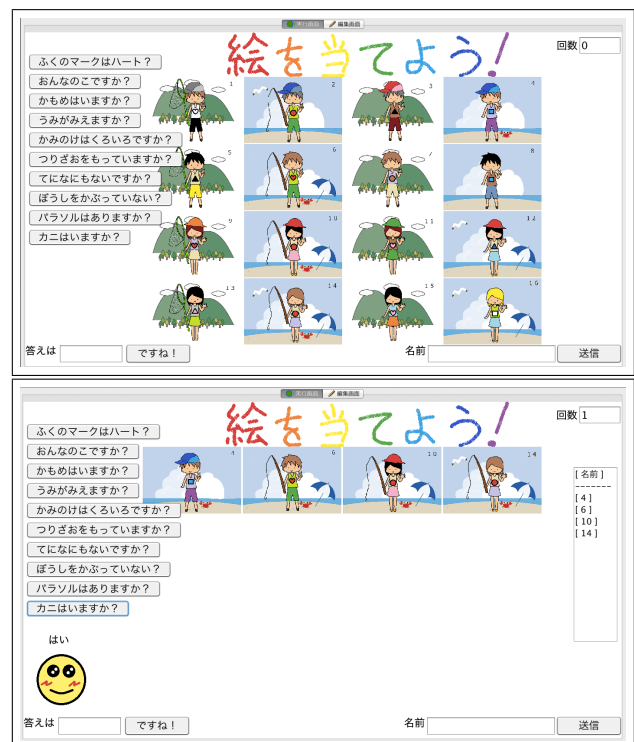 実行画面 編集画面
絵を当てよう!
回数 0
ふくのマークはハート?
おんなのこですか?
かもめはいますか?
うみがみえますか?
かみのけはくろいろですか?
つりざおをもっていますか?
てになにもないですか?
ぼうしをかぶっていない?
パラソルはありますか?
カニはいますか?
1 2 3 4
5 6 7 8
9 10 11 12
13 14 15 16
答えは ですね! 名前 送信
実行画面 編集画面
絵を当てよう!
回数 1
ふくのマークはハート?
おんなのこですか?
かもめはいますか?
うみがみえますか?
かみのけはくろいろですか?
つりざおをもっていますか?
てになにもないですか?
ぼうしをかぶっていない?
パラソルはありますか?
カニはいますか?
4 6 10 14
[ 名前 ]
-------
[ 4 ]
[ 6 ]
[ 10 ]
[ 14 ]
はい
答えは ですね! 名前 送信